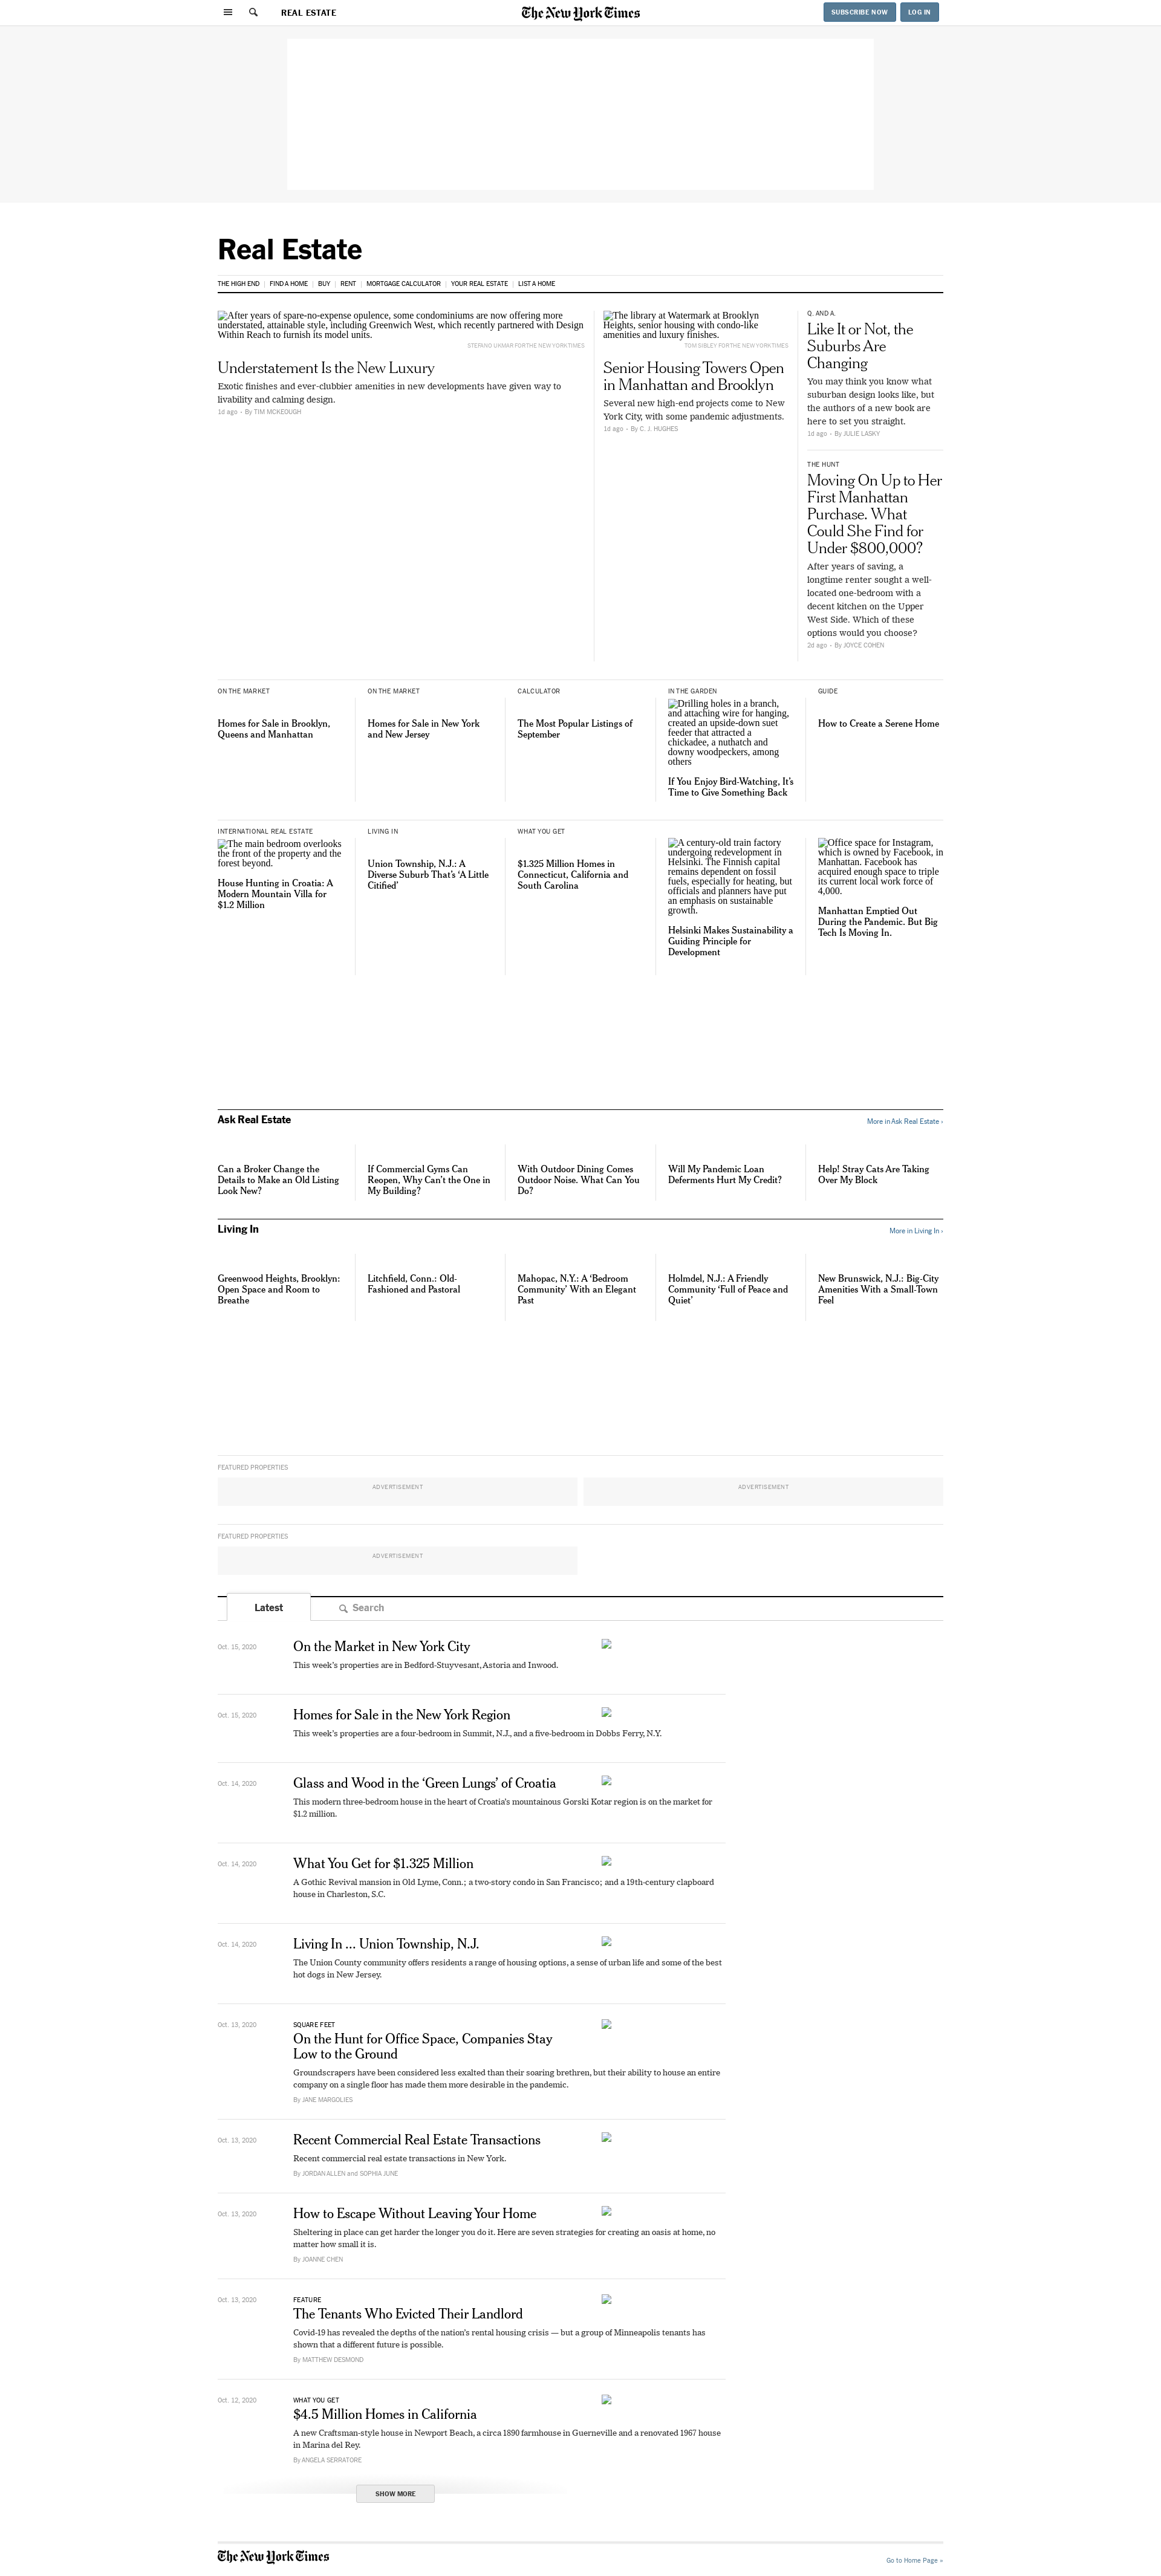 REAL ESTATE
The New York Times
SUBSCRIBE NOW
LOG IN
Real Estate
THE HIGH END
FIND A HOME
BUY
RENT
MORTGAGE CALCULATOR
YOUR REAL ESTATE
LIST A HOME
After years of spare-no-expense opulence, some condominiums are now offering more
understated, attainable style, including Greenwich West, which recently partnered with Design
Within Reach to furnish its model units.
STEFANO UKMAR FOR THE NEW YORK TIMES
Understatement Is the New Luxury
Exotic finishes and ever-clubbier amenities in new developments have given way to
livability and calming design.
1d ago • By TIM MCKEOUGH
The library at Watermark at Brooklyn
Heights, senior housing with condo-like
amenities and luxury finishes.
TOM SIBLEY FOR THE NEW YORK TIMES
Senior Housing Towers Open
in Manhattan and Brooklyn
Several new high-end projects come to New
York City, with some pandemic adjustments.
1d ago • By C. J. HUGHES
Q. AND A.
Like It or Not, the
Suburbs Are
Changing
You may think you know what
suburban design looks like, but
the authors of a new book are
here to set you straight.
1d ago • By JULIE LASKY
THE HUNT
Moving On Up to Her
First Manhattan
Purchase. What
Could She Find for
Under $800,000?
After years of saving, a
longtime renter sought a well-
located one-bedroom with a
decent kitchen on the Upper
West Side. Which of these
options would you choose?
2d ago • By JOYCE COHEN
ON THE MARKET
Homes for Sale in Brooklyn,
Queens and Manhattan
ON THE MARKET
Homes for Sale in New York
and New Jersey
CALCULATOR
The Most Popular Listings of
September
IN THE GARDEN
Drilling holes in a branch,
and attaching wire for hanging,
created an upside-down suet
feeder that attracted a
chickadee, a nuthatch and
downy woodpeckers, among
others
If You Enjoy Bird-Watching, It’s
Time to Give Something Back
GUIDE
How to Create a Serene Home
INTERNATIONAL REAL ESTATE
The main bedroom overlooks
the front of the property and the
forest beyond.
House Hunting in Croatia: A
Modern Mountain Villa for
$1.2 Million
LIVING IN
Union Township, N.J.: A
Diverse Suburb That’s ‘A Little
Citified’
WHAT YOU GET
$1.325 Million Homes in
Connecticut, California and
South Carolina
A century-old train factory
undergoing redevelopment in
Helsinki. The Finnish capital
remains dependent on fossil
fuels, especially for heating, but
officials and planners have put
an emphasis on sustainable
growth.
Helsinki Makes Sustainability a
Guiding Principle for
Development
Office space for Instagram,
which is owned by Facebook, in
Manhattan. Facebook has
acquired enough space to triple
its current local work force of
4,000.
Manhattan Emptied Out
During the Pandemic. But Big
Tech Is Moving In.
Ask Real Estate
More in Ask Real Estate ›
Can a Broker Change the
Details to Make an Old Listing
Look New?
If Commercial Gyms Can
Reopen, Why Can’t the one in
My Building?
With Outdoor Dining Comes
Outdoor Noise. What Can You
Do?
Will My Pandemic Loan
Deferments Hurt My Credit?
Help! Stray Cats Are Taking
Over My Block
Living In
More in Living In ›
Greenwood Heights, Brooklyn:
Open Space and Room to
Breathe
Litchfield, Conn.: Old-
Fashioned and Pastoral
Mahopac, N.Y.: A ‘Bedroom
Community’ With an Elegant
Past
Holmdel, N.J.: A Friendly
Community ‘Full of Peace and
Quiet’
New Brunswick, N.J.: Big-City
Amenities With a Small-Town
Feel
FEATURED PROPERTIES
ADVERTISEMENT
ADVERTISEMENT
FEATURED PROPERTIES
ADVERTISEMENT
Latest
Search
Oct. 15, 2020
On the Market in New York City
This week’s properties are in Bedford-Stuyvesant, Astoria and Inwood.
Oct. 15, 2020
Homes for Sale in the New York Region
This week’s properties are a four-bedroom in Summit, N.J., and a five-bedroom in Dobbs Ferry, N.Y.
Oct. 14, 2020
Glass and Wood in the ‘Green Lungs’ of Croatia
This modern three-bedroom house in the heart of Croatia’s mountainous Gorski Kotar region is on the market for
$1.2 million.
Oct. 14, 2020
What You Get for $1.325 Million
A Gothic Revival mansion in Old Lyme, Conn.; a two-story condo in San Francisco; and a 19th-century clapboard
house in Charleston, S.C.
Oct. 14, 2020
Living In ... Union Township, N.J.
The Union County community offers residents a range of housing options, a sense of urban life and some of the best
hot dogs in New Jersey.
Oct. 13, 2020
SQUARE FEET
On the Hunt for Office Space, Companies Stay
Low to the Ground
Groundscrapers have been considered less exalted than their soaring brethren, but their ability to house an entire
company on a single floor has made them more desirable in the pandemic.
By JANE MARGOLIES
Oct. 13, 2020
Recent Commercial Real Estate Transactions
Recent commercial real estate transactions in New York.
By JORDAN ALLEN and SOPHIA JUNE
Oct. 13, 2020
How to Escape Without Leaving Your Home
Sheltering in place can get harder the longer you do it. Here are seven strategies for creating an oasis at home, no
matter how small it is.
By JOANNE CHEN
Oct. 13, 2020
FEATURE
The Tenants Who Evicted Their Landlord
Covid-19 has revealed the depths of the nation’s rental housing crisis — but a group of Minneapolis tenants has
shown that a different future is possible.
By MATTHEW DESMOND
Oct. 12, 2020
WHAT YOU GET
$4.5 Million Homes in California
A new Craftsman-style house in Newport Beach, a circa 1890 farmhouse in Guerneville and a renovated 1967 house
in Marina del Rey.
By ANGELA SERRATORE
SHOW MORE
The New York Times
Go to Home Page »